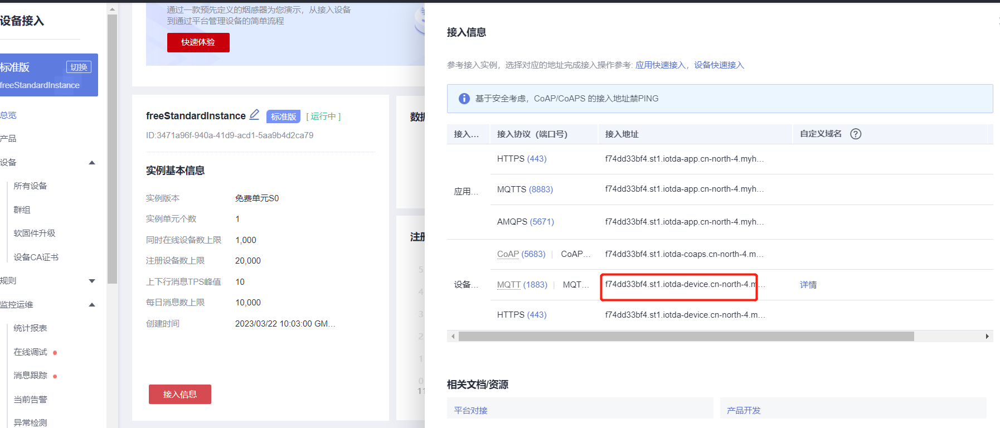 设备接入
标准版
切换
freeStandardInstance
总览
产品
设备
所有设备
群组
软固件升级
设备CA证书
规则
监控运维
统计报表
在线调试
消息跟踪
当前告警
异常检测
通过一款预先定义的烟感器为您演示，从接入设备
到通过平台管理设备的简单流程
快速体验
freeStandardInstance 标准版 [ 运行中 ]
ID:3471a96f-940a-41d9-acd1-5aa9b4d2ca79
实例基本信息
实例版本 免费单元S0
实例单元个数 1
同时在线设备数上限 1,000
注册设备数上限 20,000
上下行消息TPS峰值 10
每日消息数上限 10,000
创建时间 2023/03/22 10:03:00 GM...
接入信息
数据
注册
5
4
3
2
1
0
11
接入信息
参考接入实例，选择对应的地址完成接入操作参考: 应用快速接入，设备快速接入
基于安全考虑，CoAP/CoAPS 的接入地址禁PING
接入... 接入协议（端口号） 接入地址 自定义域名 ?
应用...
HTTPS (443) f74dd33bf4.st1.iotda-app.cn-north-4.myh...
MQTTS (8883) f74dd33bf4.st1.iotda-app.cn-north-4.myh...
AMQPS (5671) f74dd33bf4.st1.iotda-app.cn-north-4.myh...
设备...
CoAP (5683) | CoAP... f74dd33bf4.st1.iotda-coaps.cn-north-4.m...
MQTT (1883) | MQT... f74dd33bf4.st1.iotda-device.cn-north-4.m... 详情
HTTPS (443) f74dd33bf4.st1.iotda-device.cn-north-4.m...
相关文档/资源
平台对接
产品开发